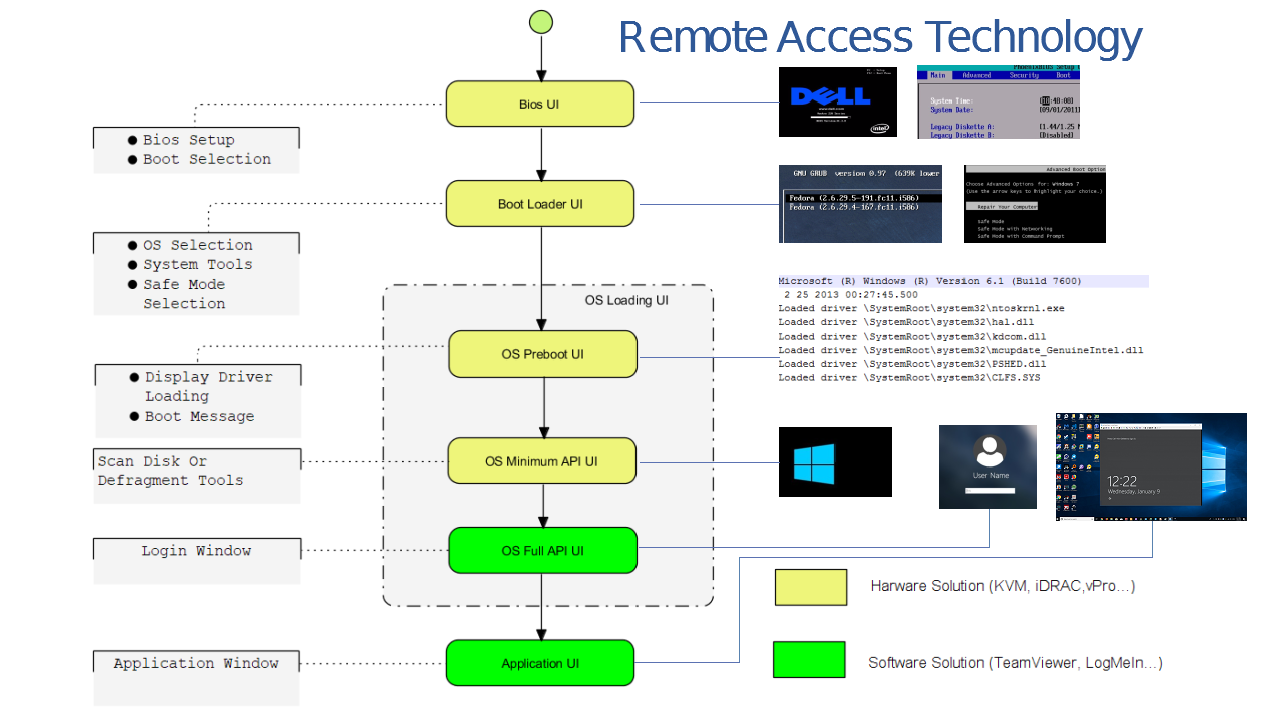 Remote Access Technology
Bios UI
● Bios Setup
● Boot Selection
DELL
intel
PhoenixBIOS Setup
Main Advanced Security Boot
System Time: :48:08]
System Date: [09/01/2011]
Legacy Diskette A: [1.44/1.25
Legacy Diskette B: [Disabled]
Boot Loader UI
● OS Selection
● System Tools
● Safe Mode
Selection
GNU GRUB version 0.97 (639K lower
Fedora (2.6.29.5-191.fc11.i586)
Fedora (2.6.29.4-167.fc11.i586)
Advanced Boot Option
Choose Advanced Options for: Windows 7
(Use the arrow keys to highlight your choice.)
Repair Your Computer
Safe Mode
Safe Mode with Networking
Safe Mode with Command Prompt
OS Loading UI
OS Preboot UI
● Display Driver
Loading
● Boot Message
Microsoft (R) Windows (R) Version 6.1 (Build 7600)
2 25 2013 00:27:45.500
Loaded driver \SystemRoot\system32\ntoskrnl.exe
Loaded driver \SystemRoot\system32\hal.dll
Loaded driver \SystemRoot\system32\kdcom.dll
Loaded driver \SystemRoot\system32\mcupdate_GenuineIntel.dll
Loaded driver \SystemRoot\system32\PSHED.dll
Loaded driver \SystemRoot\system32\CLFS.SYS
OS Minimum API UI
Scan Disk Or
Defragment Tools
User Name
12:22
Wednesday, January 9
OS Full API UI
Login Window
Application UI
Application Window
Harware Solution (KVM, iDRAC,vPro...)
Software Solution (TeamViewer, LogMeIn...)